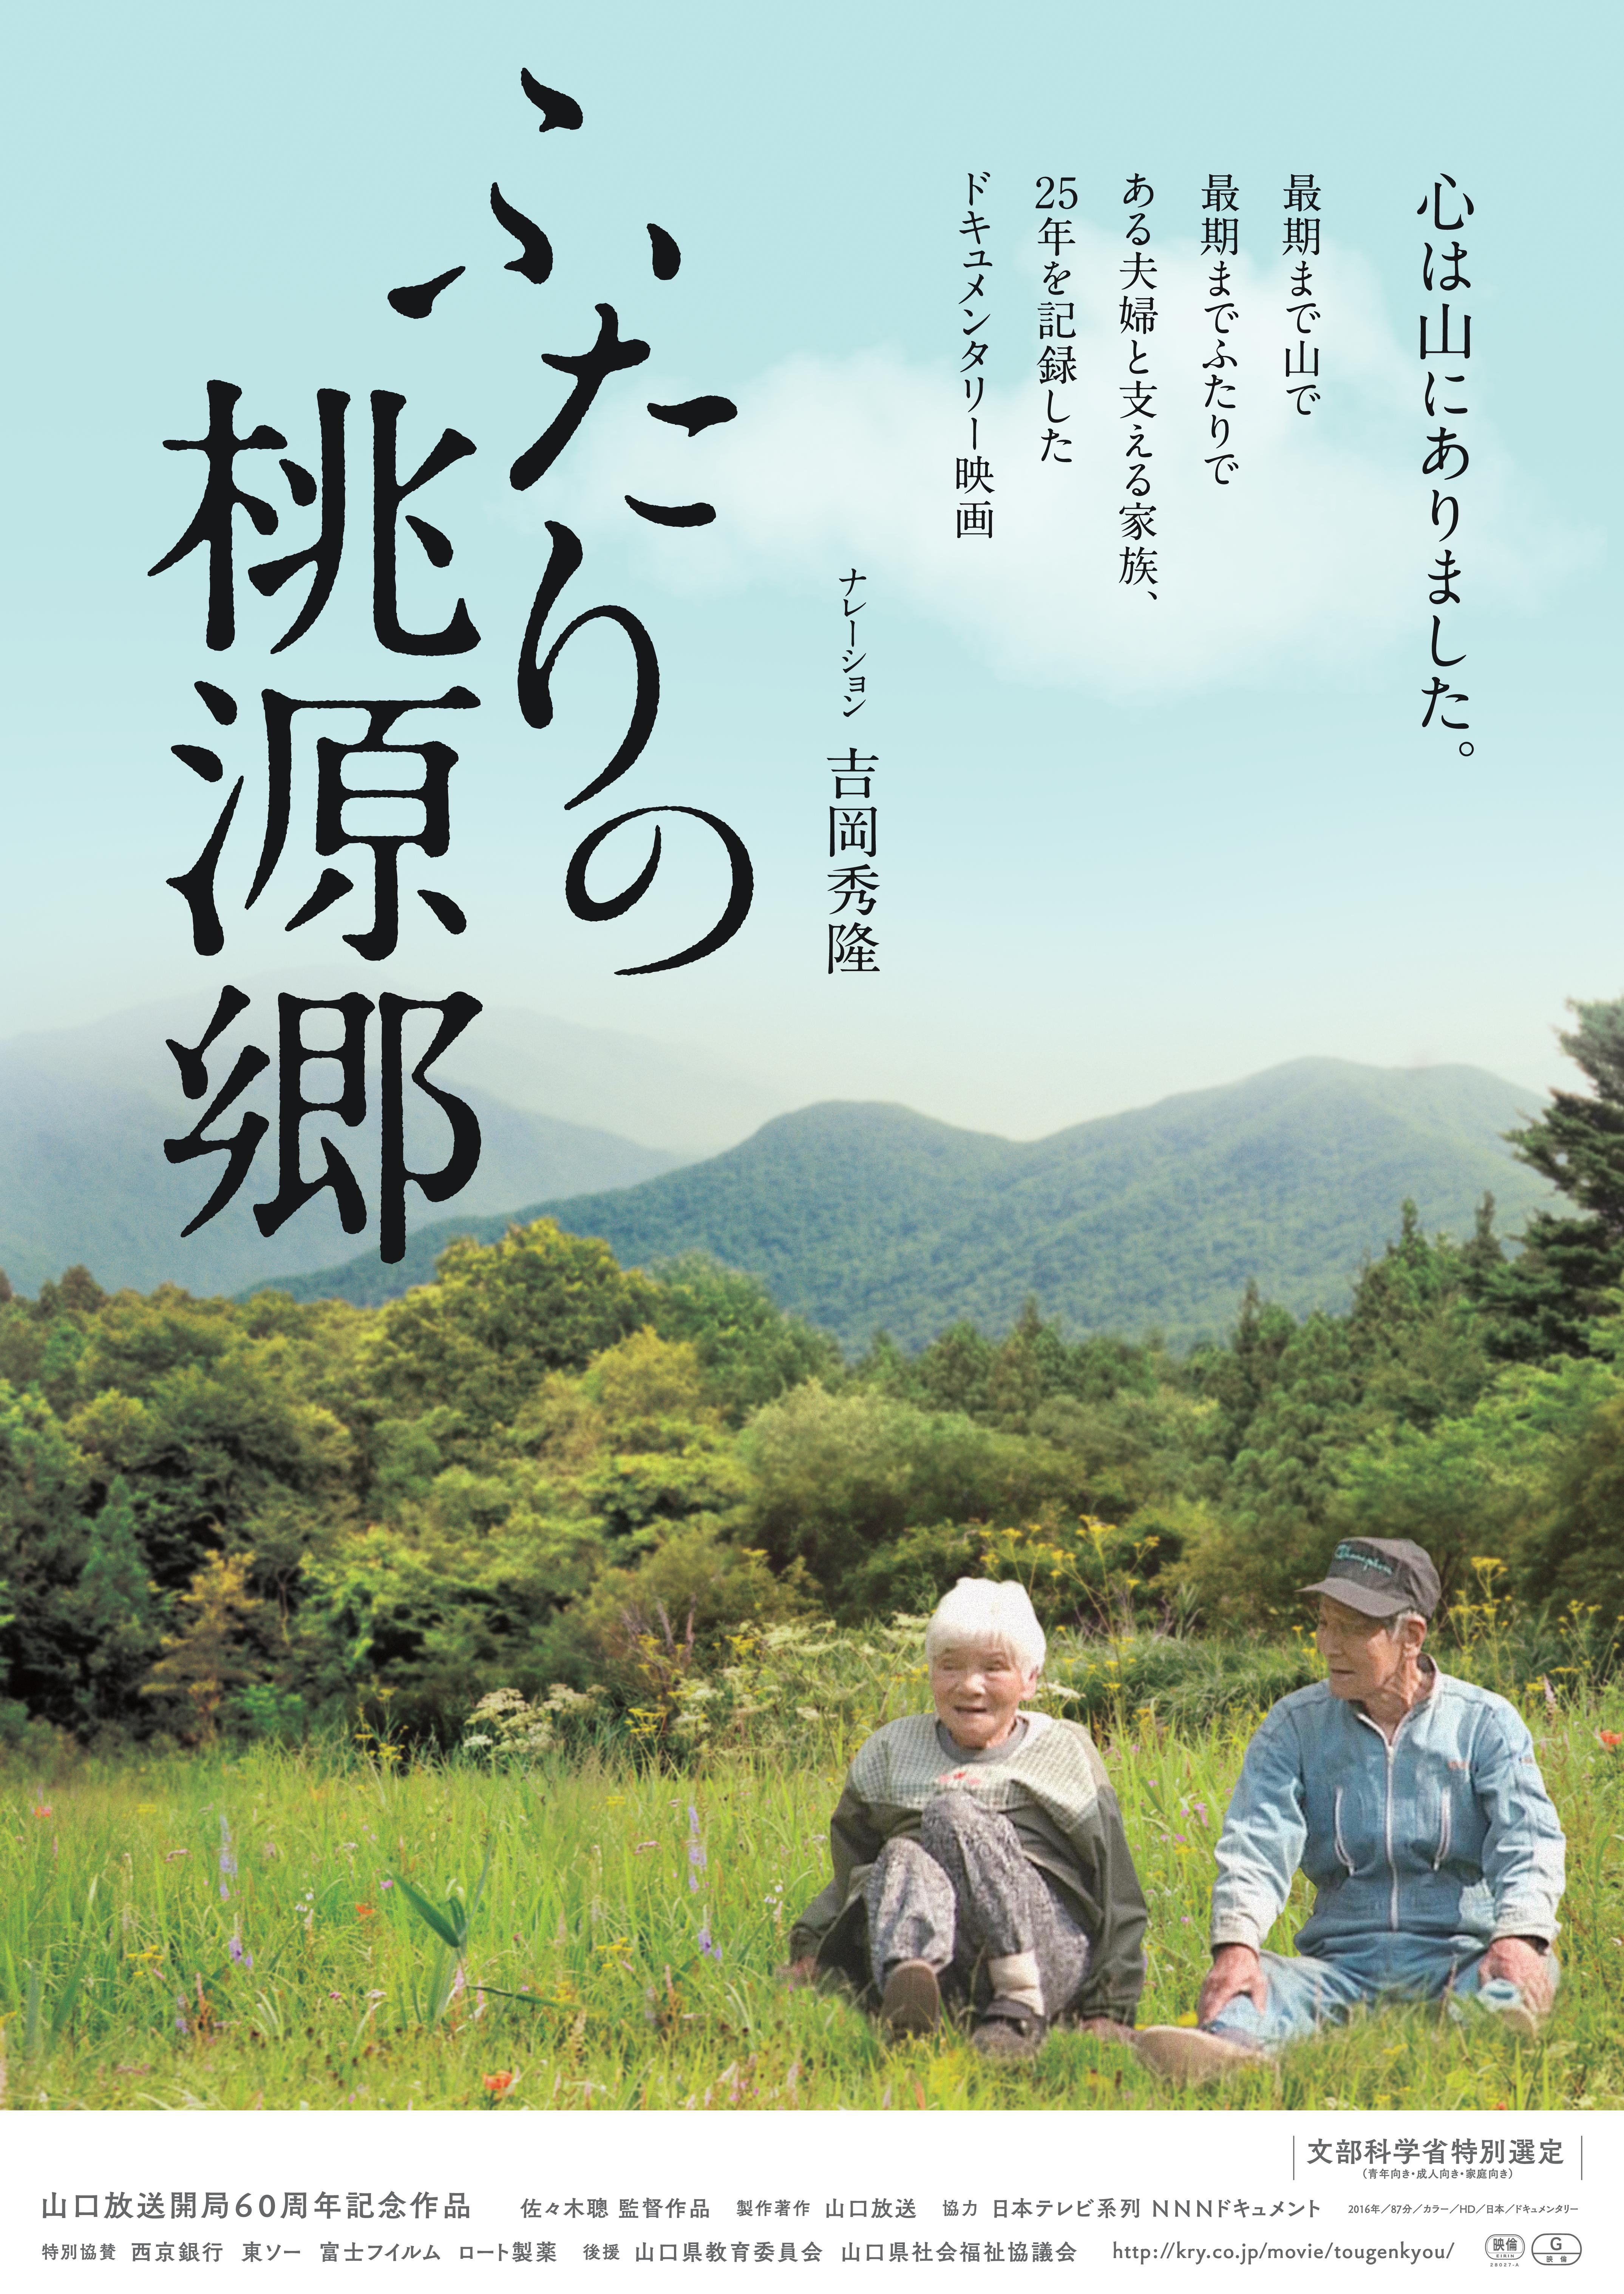 心は山にありました。
最期まで山で
最期までふたりで
ある夫婦と支える家族、
25年を記録した
ドキュメンタリー映画
ナレーション 吉岡秀隆
ふたりの
桃源郷
Champion
文部科学省特別選定
(青年向き・成人向き・家庭向き)
山口放送開局60周年記念作品 佐々木聰 監督作品 製作著作 山口放送 協力 日本テレビ系列 NNNドキュメント 2016年/87分/カラー/HD/日本/ドキュメンタリー
特別協賛 西京銀行 東ソー 富士フイルム ロート製薬 後援 山口県教育委員会 山口県社会福祉協議会 http://kry.co.jp/movie/tougenkyou/ 映倫 EIRIN G 映倫